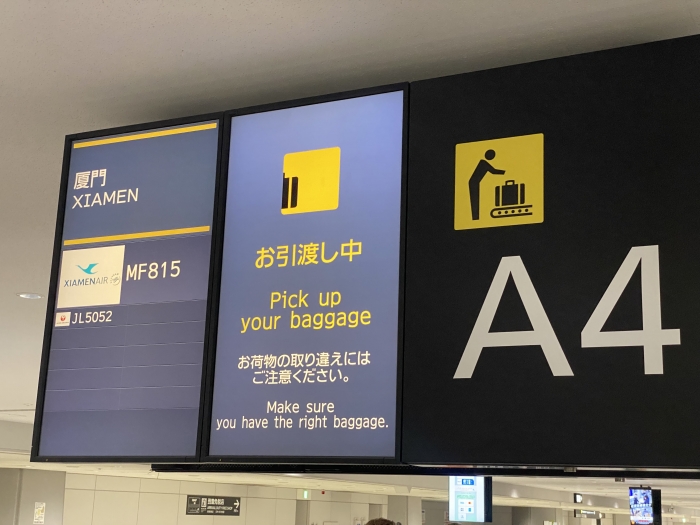 厦門
XIAMEN
XIAMENAIR
MF815
JL5052
お引渡し中
Pick up
your baggage
お荷物の取り違えには
ご注意ください。
Make sure
you have the right baggage.
A4